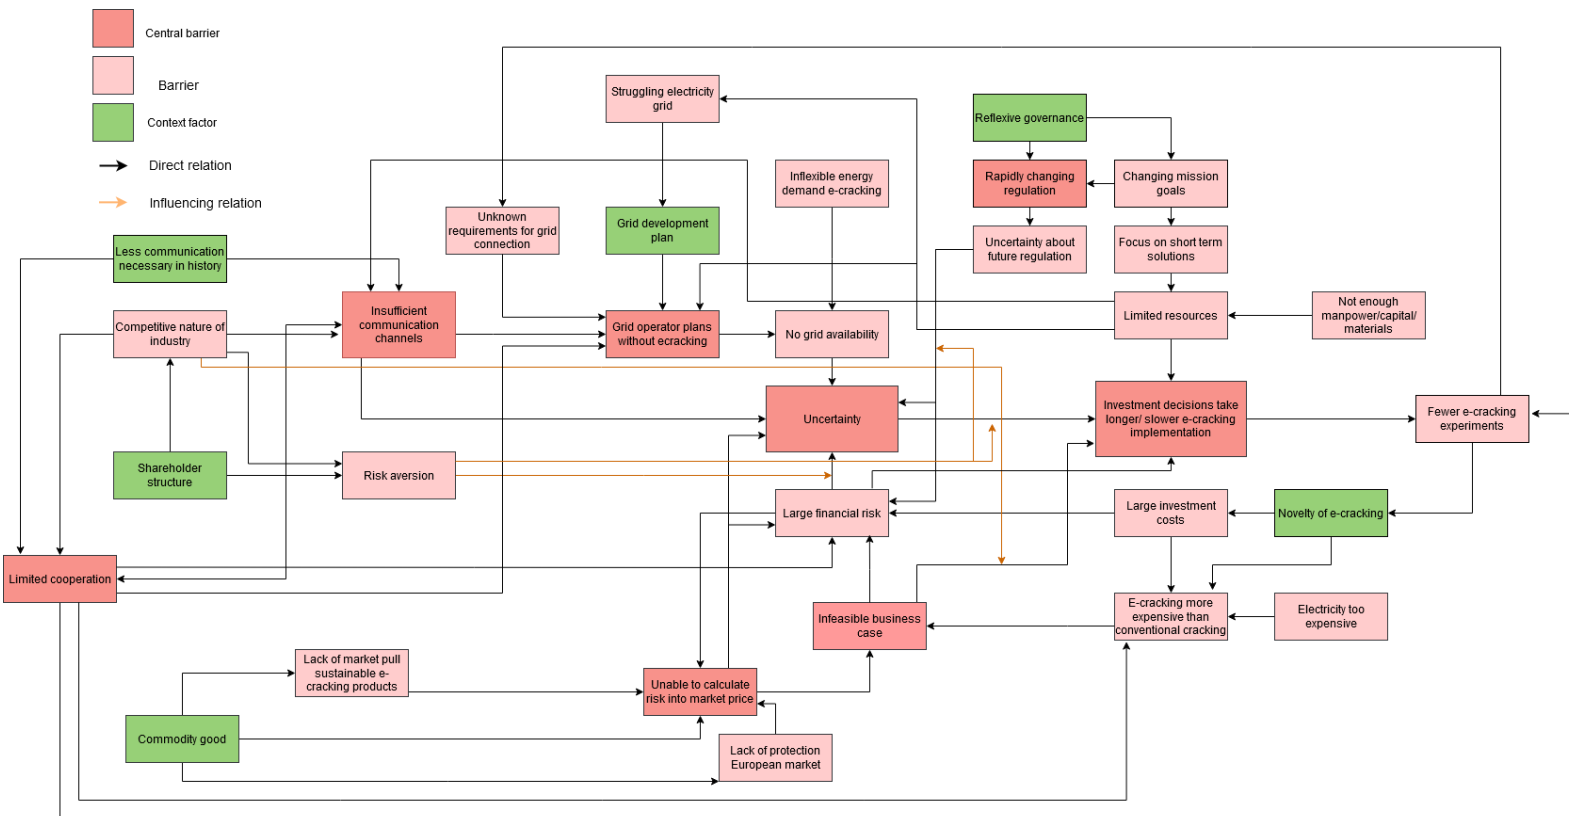 Central barrier
Barrier
Context factor
Direct relation
Influencing relation
Struggling electricity
grid
Reflexive governance
Inflexible energy
demand e-cracking
Rapidly changing
regulation
Changing mission
goals
Unknown
requirements for grid
connection
Grid development
plan
Uncertainty about
future regulation
Focus on short term
solutions
Less communication
necessary in history
Competitive nature of
industry
Insufficient
communication
channels
Grid operator plans
without ecracking
No grid availability
Limited resources
Not enough
manpower/capital/
materials
Uncertainty
Investment decisions take
longer/ slower e-cracking
implementation
Fewer e-cracking
experiments
Shareholder
structure
Risk aversion
Large financial risk
Large investment
costs
Novelty of e-cracking
Limited cooperation
Infeasible business
case
E-cracking more
expensive than
conventional cracking
Electricity too
expensive
Lack of market pull
sustainable e-
cracking products
Unable to calculate
risk into market price
Commodity good
Lack of protection
European market